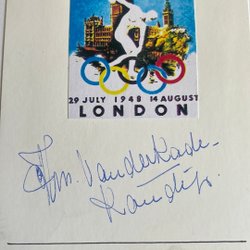 29 JULY 1948 14 AUGUST
LONDON
Vanderkade-
Koudijs.